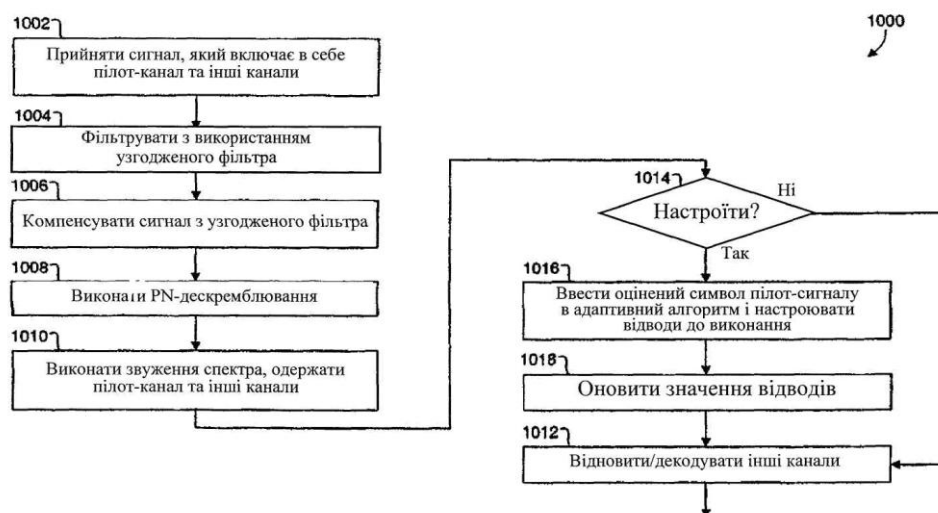 1002
Прийняти сигнал, який включає в себе
пілот-канал та інші канали
1004
Фільтрувати з використанням
узгодженого фільтра
1006
Компенсувати сигнал з узгодженого фільтра
1008
Виконати PN-дескремблювання
1010
Виконати звуження спектра, одержати
пілот-канал та інші канали
1000
1014
Настроїти?
Ні
Так
1016
Ввести оцінений символ пілот-сигналу
в адаптивний алгоритм і настроювати
відводи до виконання
1018
Оновити значення відводів
1012
Відновити/декодувати інші канали